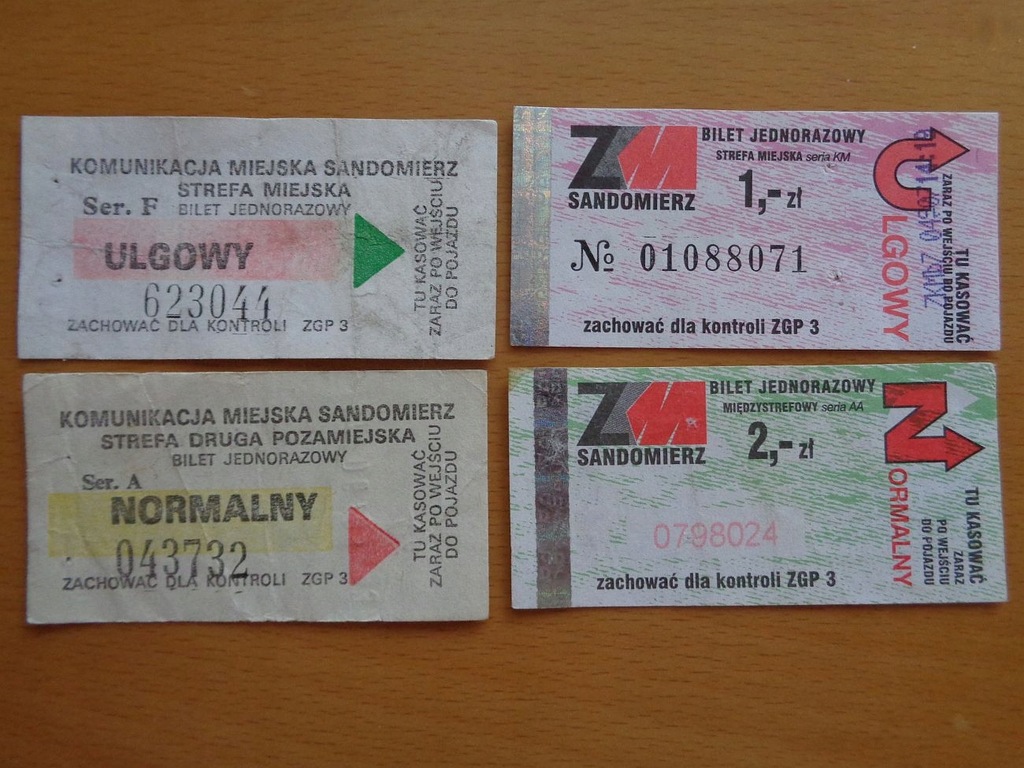 KOMUNIKACJA MIEJSKA SANDOMIERZ
STREFA MIEJSKA
Ser. F BILET JEDNORAZOWY
ULGOWY
623044
ZACHOWAĆ DLA KONTROLI ZGP 3
TU KASOWAĆ
ZARAZ PO WEJŚCIU
DO POJAZDU
ZM
SANDOMIERZ
BILET JEDNORAZOWY
STREFA MIEJSKA seria KM
1,- zł
№ 01088071
zachować dla kontroli ZGP 3
ULGOWY
TU KASOWAĆ
ZARAZ PO WEJŚCIU DO POJAZDU
KOMUNIKACJA MIEJSKA SANDOMIERZ
STREFA DRUGA POZAMIEJSKA
BILET JEDNORAZOWY
Ser. A
NORMALNY
043732
ZACHOWAĆ DLA KONTROLI ZGP 3
TU KASOWAĆ
ZARAZ PO WEJŚCIU
DO POJAZDU
ZM
SANDOMIERZ
BILET JEDNORAZOWY
MIĘDZYSTREFOWY seria AA
2,- zł
0798024
zachować dla kontroli ZGP 3
NORMALNY
TU KASOWAĆ
ZARAZ
PO WEJŚCIU
DO POJAZDU